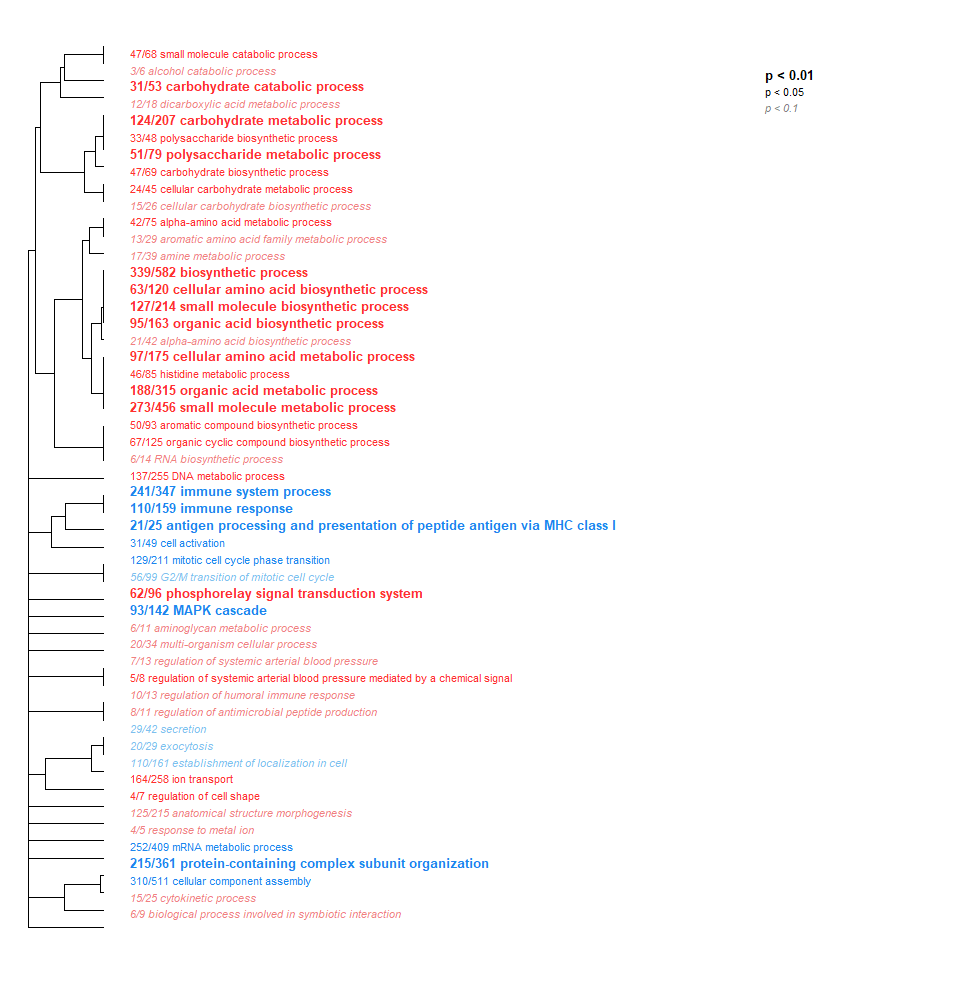 47/68 small molecule catabolic process
3/6 alcohol catabolic process
p < 0.01
31/53 carbohydrate catabolic process
p < 0.05
12/18 dicarboxylic acid metabolic process
p < 0.1
124/207 carbohydrate metabolic process
33/48 polysaccharide biosynthetic process
51/79 polysaccharide metabolic process
47/69 carbohydrate biosynthetic process
24/45 cellular carbohydrate metabolic process
15/26 cellular carbohydrate biosynthetic process
42/75 alpha-amino acid metabolic process
13/29 aromatic amino acid family metabolic process
17/39 amine metabolic process
339/582 biosynthetic process
63/120 cellular amino acid biosynthetic process
127/214 small molecule biosynthetic process
95/163 organic acid biosynthetic process
21/42 alpha-amino acid biosynthetic process
97/175 cellular amino acid metabolic process
46/85 histidine metabolic process
188/315 organic acid metabolic process
273/456 small molecule metabolic process
50/93 aromatic compound biosynthetic process
67/125 organic cyclic compound biosynthetic process
6/14 RNA biosynthetic process
137/255 DNA metabolic process
241/347 immune system process
110/159 immune response
21/25 antigen processing and presentation of peptide antigen via MHC class I
31/49 cell activation
129/211 mitotic cell cycle phase transition
56/99 G2/M transition of mitotic cell cycle
62/96 phosphorelay signal transduction system
93/142 MAPK cascade
6/11 aminoglycan metabolic process
20/34 multi-organism cellular process
7/13 regulation of systemic arterial blood pressure
5/8 regulation of systemic arterial blood pressure mediated by a chemical signal
10/13 regulation of humoral immune response
8/11 regulation of antimicrobial peptide production
29/42 secretion
20/29 exocytosis
110/161 establishment of localization in cell
164/258 ion transport
4/7 regulation of cell shape
125/215 anatomical structure morphogenesis
4/5 response to metal ion
252/409 mRNA metabolic process
215/361 protein-containing complex subunit organization
310/511 cellular component assembly
15/25 cytokinetic process
6/9 biological process involved in symbiotic interaction